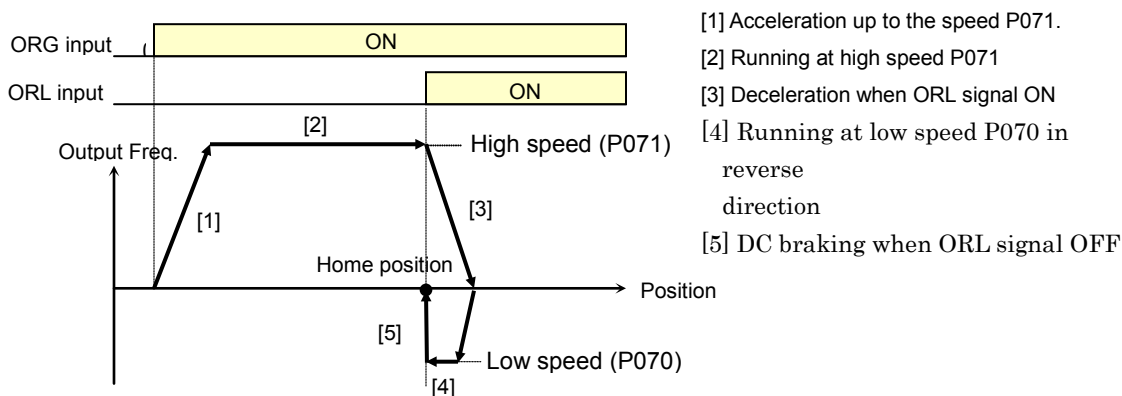 ORG input
ON
ORL input
ON
[2]
High speed (P071)
Output Freq.
[3]
[1]
Home position
Position
[5]
Low speed (P070)
[4]
[1] Acceleration up to the speed P071.
[2] Running at high speed P071
[3] Deceleration when ORL signal ON
[4] Running at low speed P070 in
reverse
direction
[5] DC braking when ORL signal OFF